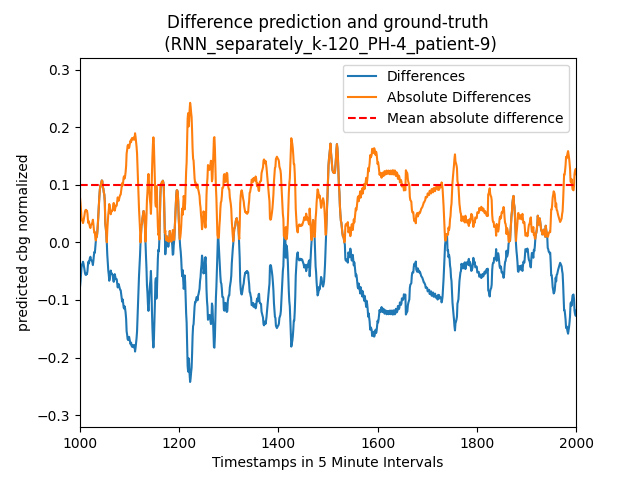 Difference prediction and ground-truth
(RNN_separately_k-120_PH-4_patient-9)
Differences
Absolute Differences
Mean absolute difference
predicted cbg normalized
0.3
0.2
0.1
0.0
−0.1
−0.2
−0.3
1000 1200 1400 1600 1800 2000
Timestamps in 5 Minute Intervals